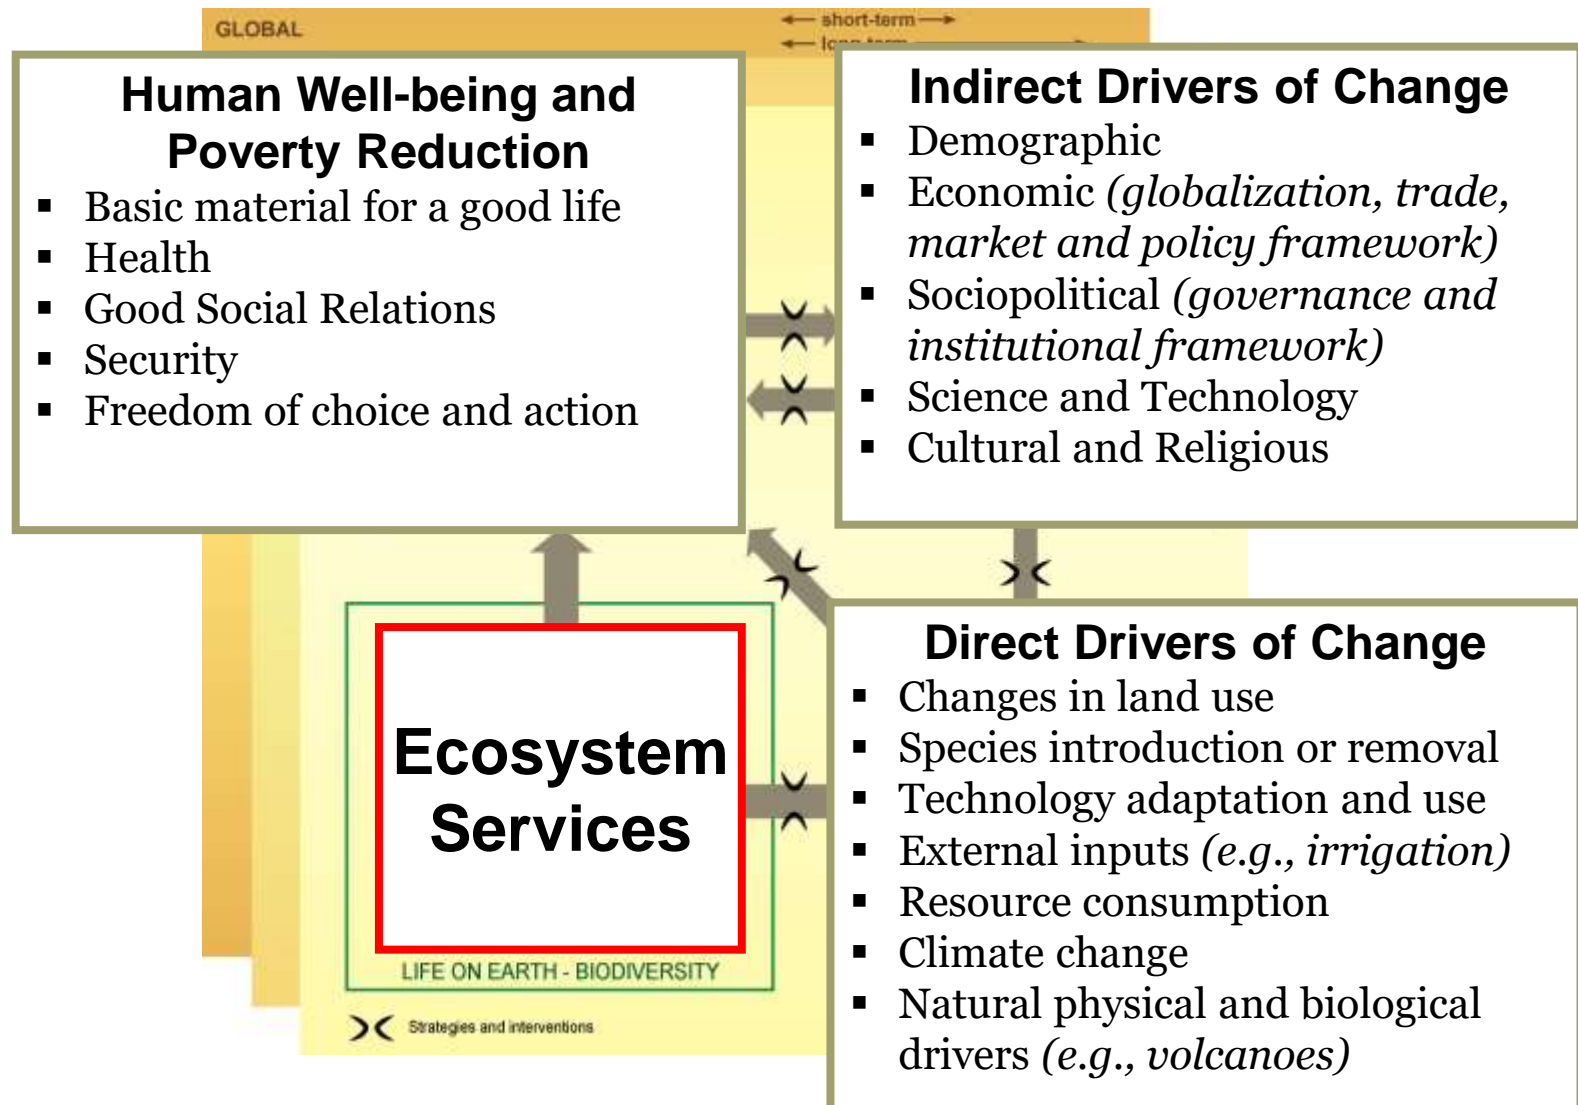 GLOBAL
short-term
long-term
Human Well-being and
Poverty Reduction
▪ Basic material for a good life
▪ Health
▪ Good Social Relations
▪ Security
▪ Freedom of choice and action
Indirect Drivers of Change
▪ Demographic
▪ Economic (globalization, trade,
market and policy framework)
▪ Sociopolitical (governance and
institutional framework)
▪ Science and Technology
▪ Cultural and Religious
Ecosystem
Services
LIFE ON EARTH - BIODIVERSITY
Strategies and interventions
Direct Drivers of Change
▪ Changes in land use
▪ Species introduction or removal
▪ Technology adaptation and use
▪ External inputs (e.g., irrigation)
▪ Resource consumption
▪ Climate change
▪ Natural physical and biological
drivers (e.g., volcanoes)